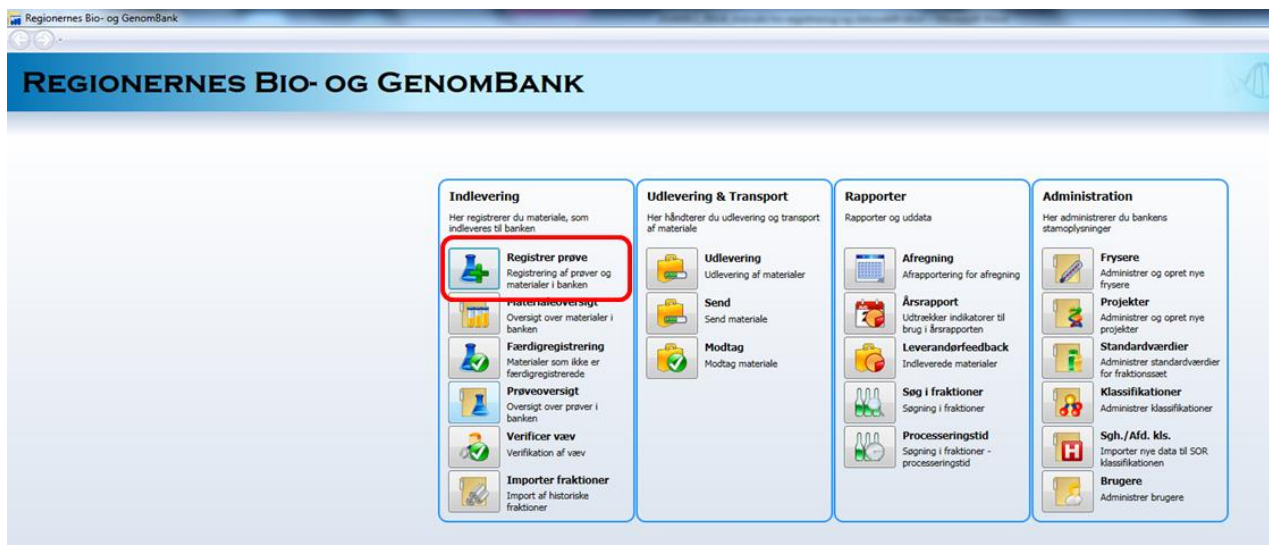 Regionernes Bio- og GenomBank
REGIONERNES BIO- OG GENOMBANK
Indlevering
Her registrerer du materiale, som
indleveres til banken
Registrer prøve
Registrering af prøver og
materialer i banken
Materialeoversigt
Oversigt over materialer i
banken
Færdigregistrering
Materialer som ikke er
færdigregistrerede
Prøveoversigt
Oversigt over prøver i
banken
Verificer væv
Verifikation af væv
Importer fraktioner
Import af historiske
fraktioner
Udlevering & Transport
Her håndterer du udlevering og transport
af materiale
Udlevering
Udlevering af materialer
Send
Send materiale
Modtag
Modtag materiale
Rapporter
Rapporter og uddata
Afregning
Afrapportering for afregning
Årsrapport
Udtrækker indikatorer til
brug i årsrapporten
Leverandørfeedback
Indleverede materialer
Søg i fraktioner
Søgning i fraktioner
Processeringstid
Søgning i fraktioner -
processeringstid
Administration
Her administrerer du bankens
stamoplysninger
Frysere
Administrer og opret nye
frysere
Projekter
Administrer og opret nye
projekter
Standardværdier
Administrer standardværdier
for fraktionssæt
Klassifikationer
Administrer klassifikationer
Sgh./Afd. kls.
Importer nye data til SOR
klassifikationen
Brugere
Administrer brugere